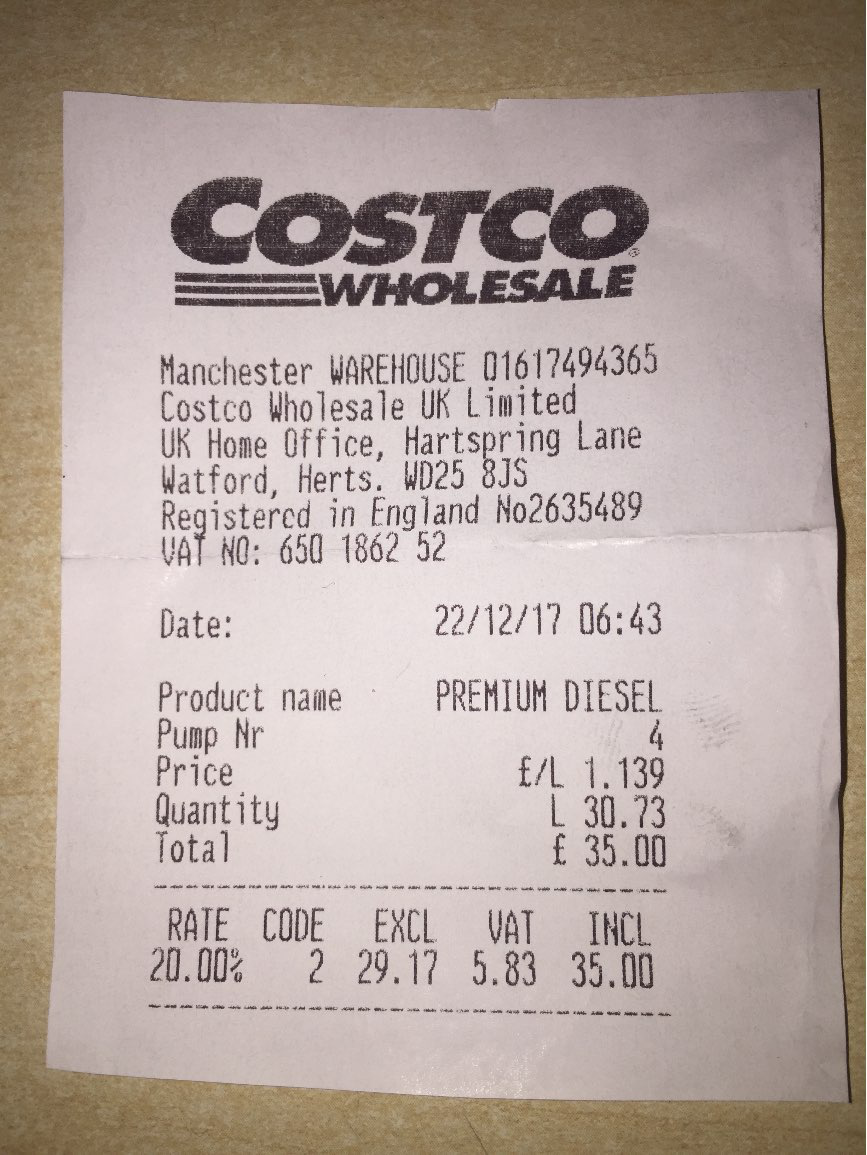 COSTCO
WHOLESALE
Manchester WAREHOUSE 01617494365
Costco Wholesale UK Limited
UK Home Office, Hartspring Lane
Watford, Herts. WD25 8JS
Registered in England No2635489
VAT NO: 650 1862 52
Date: 22/12/17 06:43
Product name PREMIUM DIESEL
Pump Nr 4
Price £/L 1.139
Quantity L 30.73
Total £ 35.00
RATE CODE EXCL VAT INCL
20.00% 2 29.17 5.83 35.00